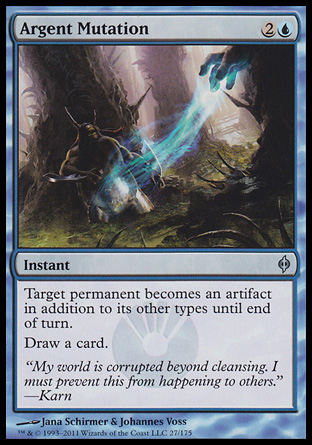 Argent Mutation 2
Instant
Target permanent becomes an artifact
in addition to its other types until end
of turn.
Draw a card.
“My world is corrupted beyond cleansing. I
must prevent this from happening to others.”
—Karn
Jana Schirmer & Johannes Voss
™ & © 1993–2011 Wizards of the Coast LLC 27/175